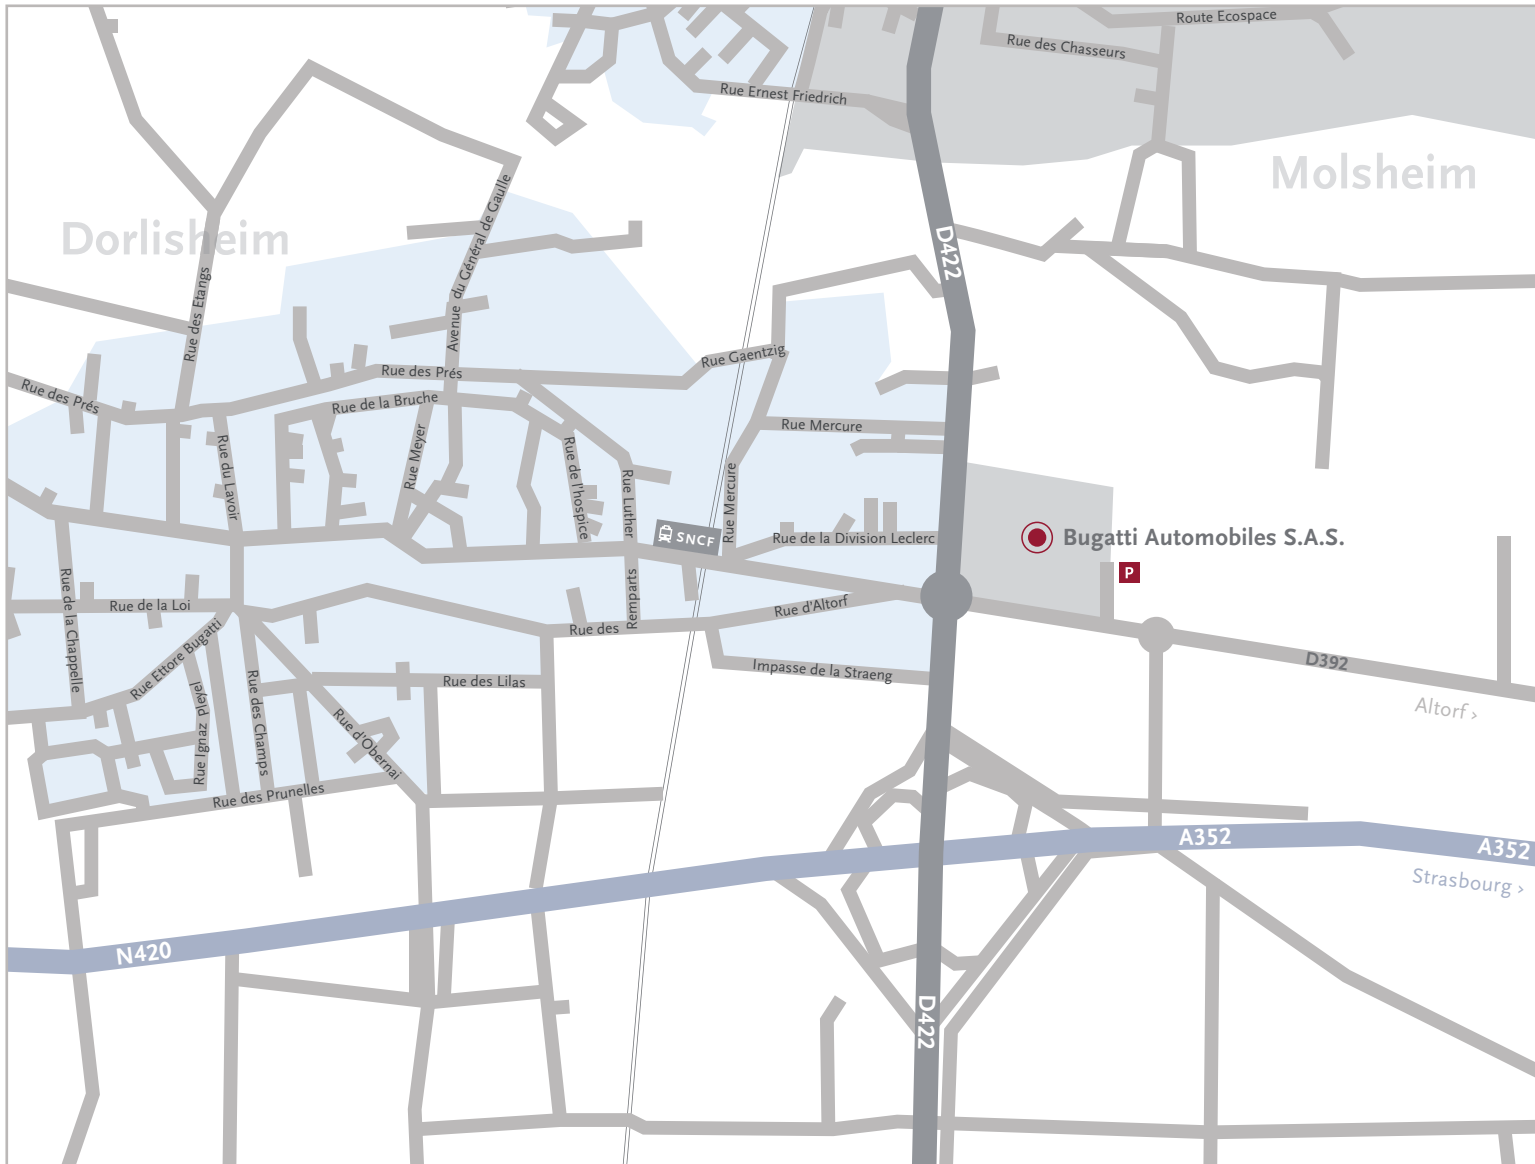 Route Ecospace
Rue des Chasseurs
Rue Ernest Friedrich
Molsheim
Dorlisheim
Avenue du Général de Gaulle
D422
Rue des Etangs
Rue Gaentzig
Rue des Prés
Rue des Prés
Rue de la Bruche
Rue Mercure
Rue du Lavoir
Rue Meyer
Rue de l'hospice
Rue Luther
Rue Mercure
SNCF
Rue de la Division Leclerc
Bugatti Automobiles S.A.S.
P
Rue de la Chappelle
Rue de la Loi
Rue des
Remparts
Rue d'Altorf
Rue Ettore Bugatti
Impasse de la Straeng
D392
Rue des Lilas
Rue Ignaz Pleyel
Rue des Champs
Rue d'Obernai
Altorf ›
Rue des Prunelles
A352
A352
Strasbourg ›
N420
D422